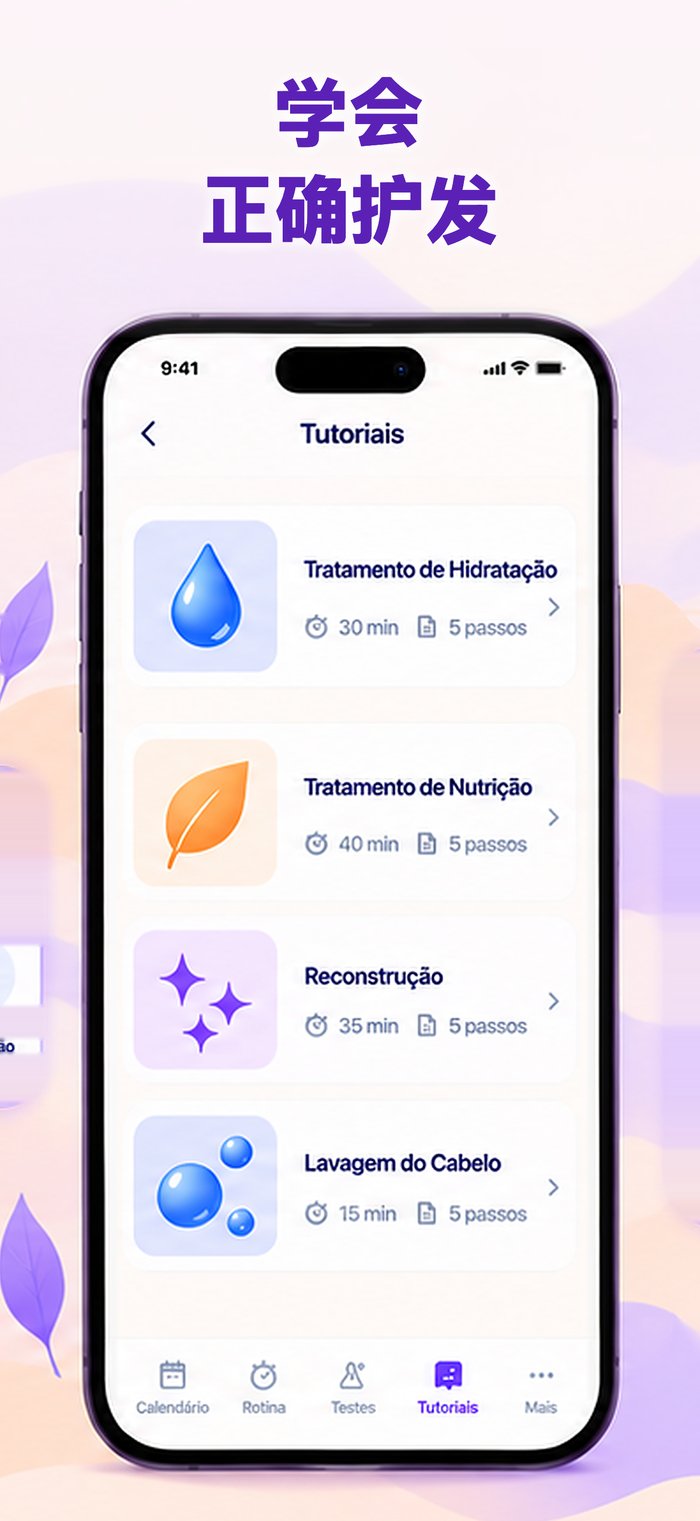 学会
正确护发
9:41
Tutoriais
Tratamento de Hidratação
30 min 5 passos
Tratamento de Nutrição
40 min 5 passos
Reconstrução
35 min 5 passos
ão
Lavagem do Cabelo
15 min 5 passos
Calendário Rotina Testes Tutoriais Mais